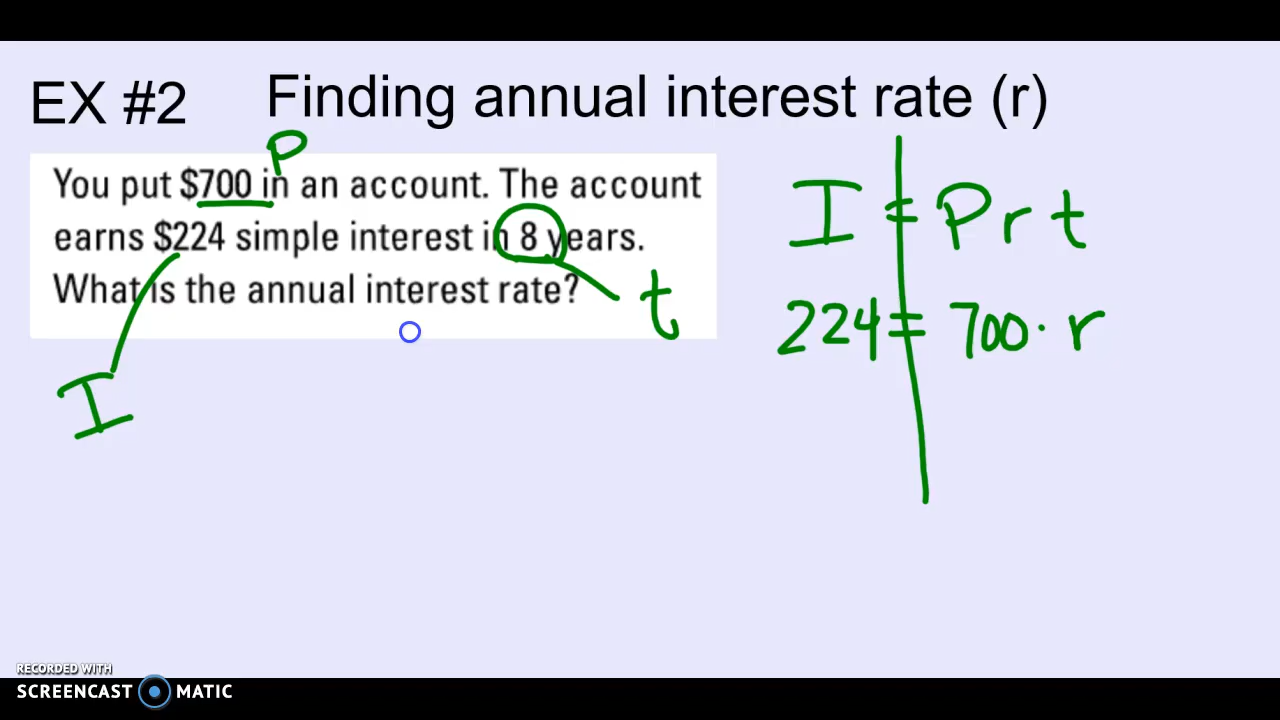 EX #2 Finding annual interest rate (r)
P
You put $700 in an account. The account
earns $224 simple interest in 8 years.
What is the annual interest rate?
t
I
I = P r t
224 = 700 · r
RECORDED WITH
SCREENCAST MATIC